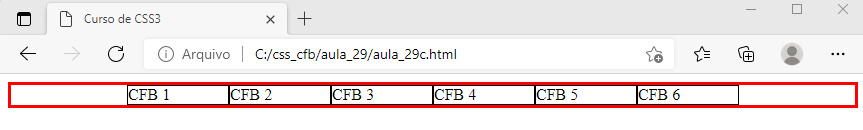 Curso de CSS3
Arquivo | C:/css_cfb/aula_29/aula_29c.html
CFB 1 CFB 2 CFB 3 CFB 4 CFB 5 CFB 6